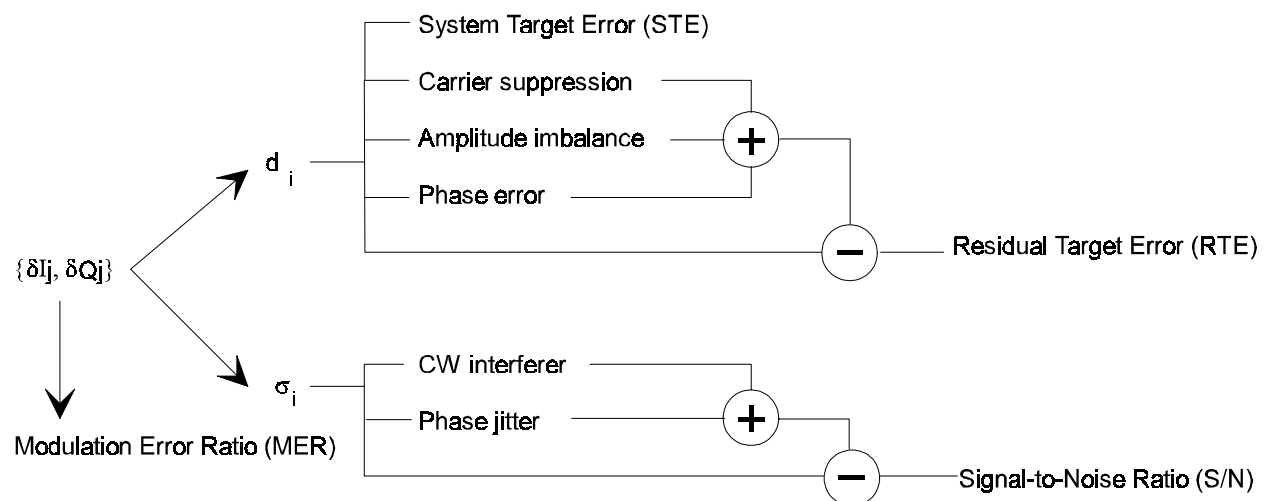 System Target Error (STE)
Carrier suppression
Amplitude imbalance
+
d i
Phase error
−
Residual Target Error (RTE)
{δIj, δQj}
CW interferer
σi
Phase jitter
+
Modulation Error Ratio (MER)
−
Signal-to-Noise Ratio (S/N)